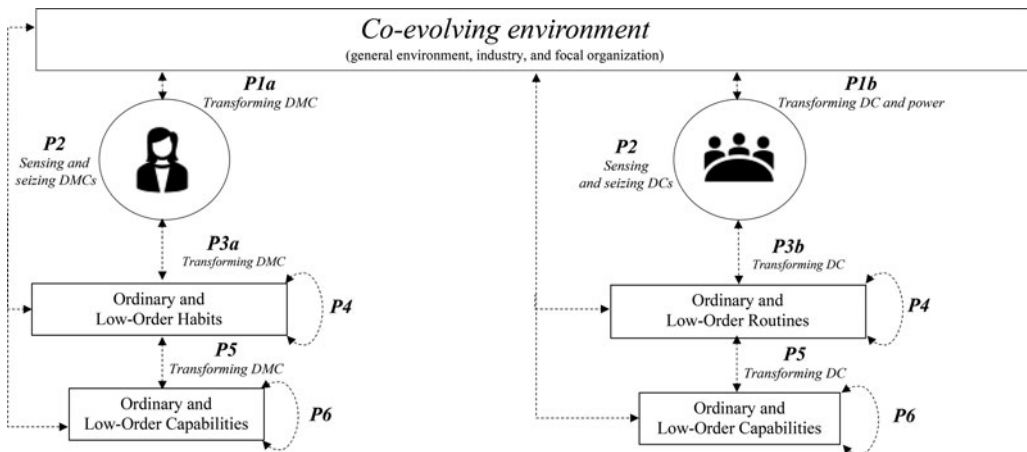 Co-evolving environment
(general environment, industry, and focal organization)
P1a
Transforming DMC
P1b
Transforming DC and power
P2
Sensing and
seizing DMCs
P2
Sensing
and seizing DCs
P3a
Transforming DMC
P3b
Transforming DC
Ordinary and
Low-Order Habits
P4
Ordinary and
Low-Order Routines
P4
P5
Transforming DMC
P5
Transforming DC
Ordinary and
Low-Order Capabilities
P6
Ordinary and
Low-Order Capabilities
P6